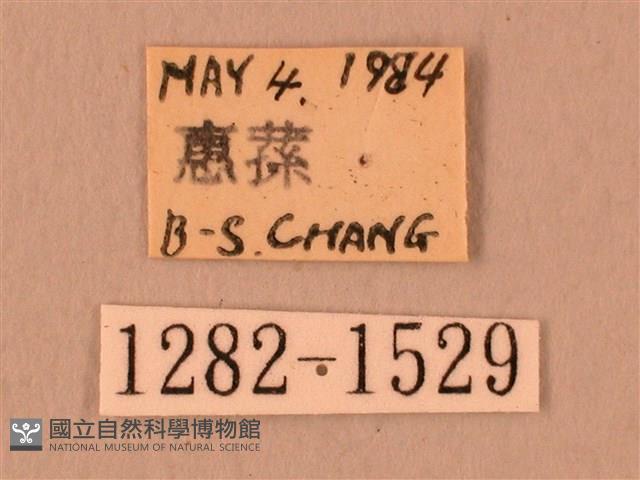 MAY 4. 1984
惠蓀
B-S. CHANG
1282-1529
國立自然科學博物館
NATIONAL MUSEUM OF NATURAL SCIENCE